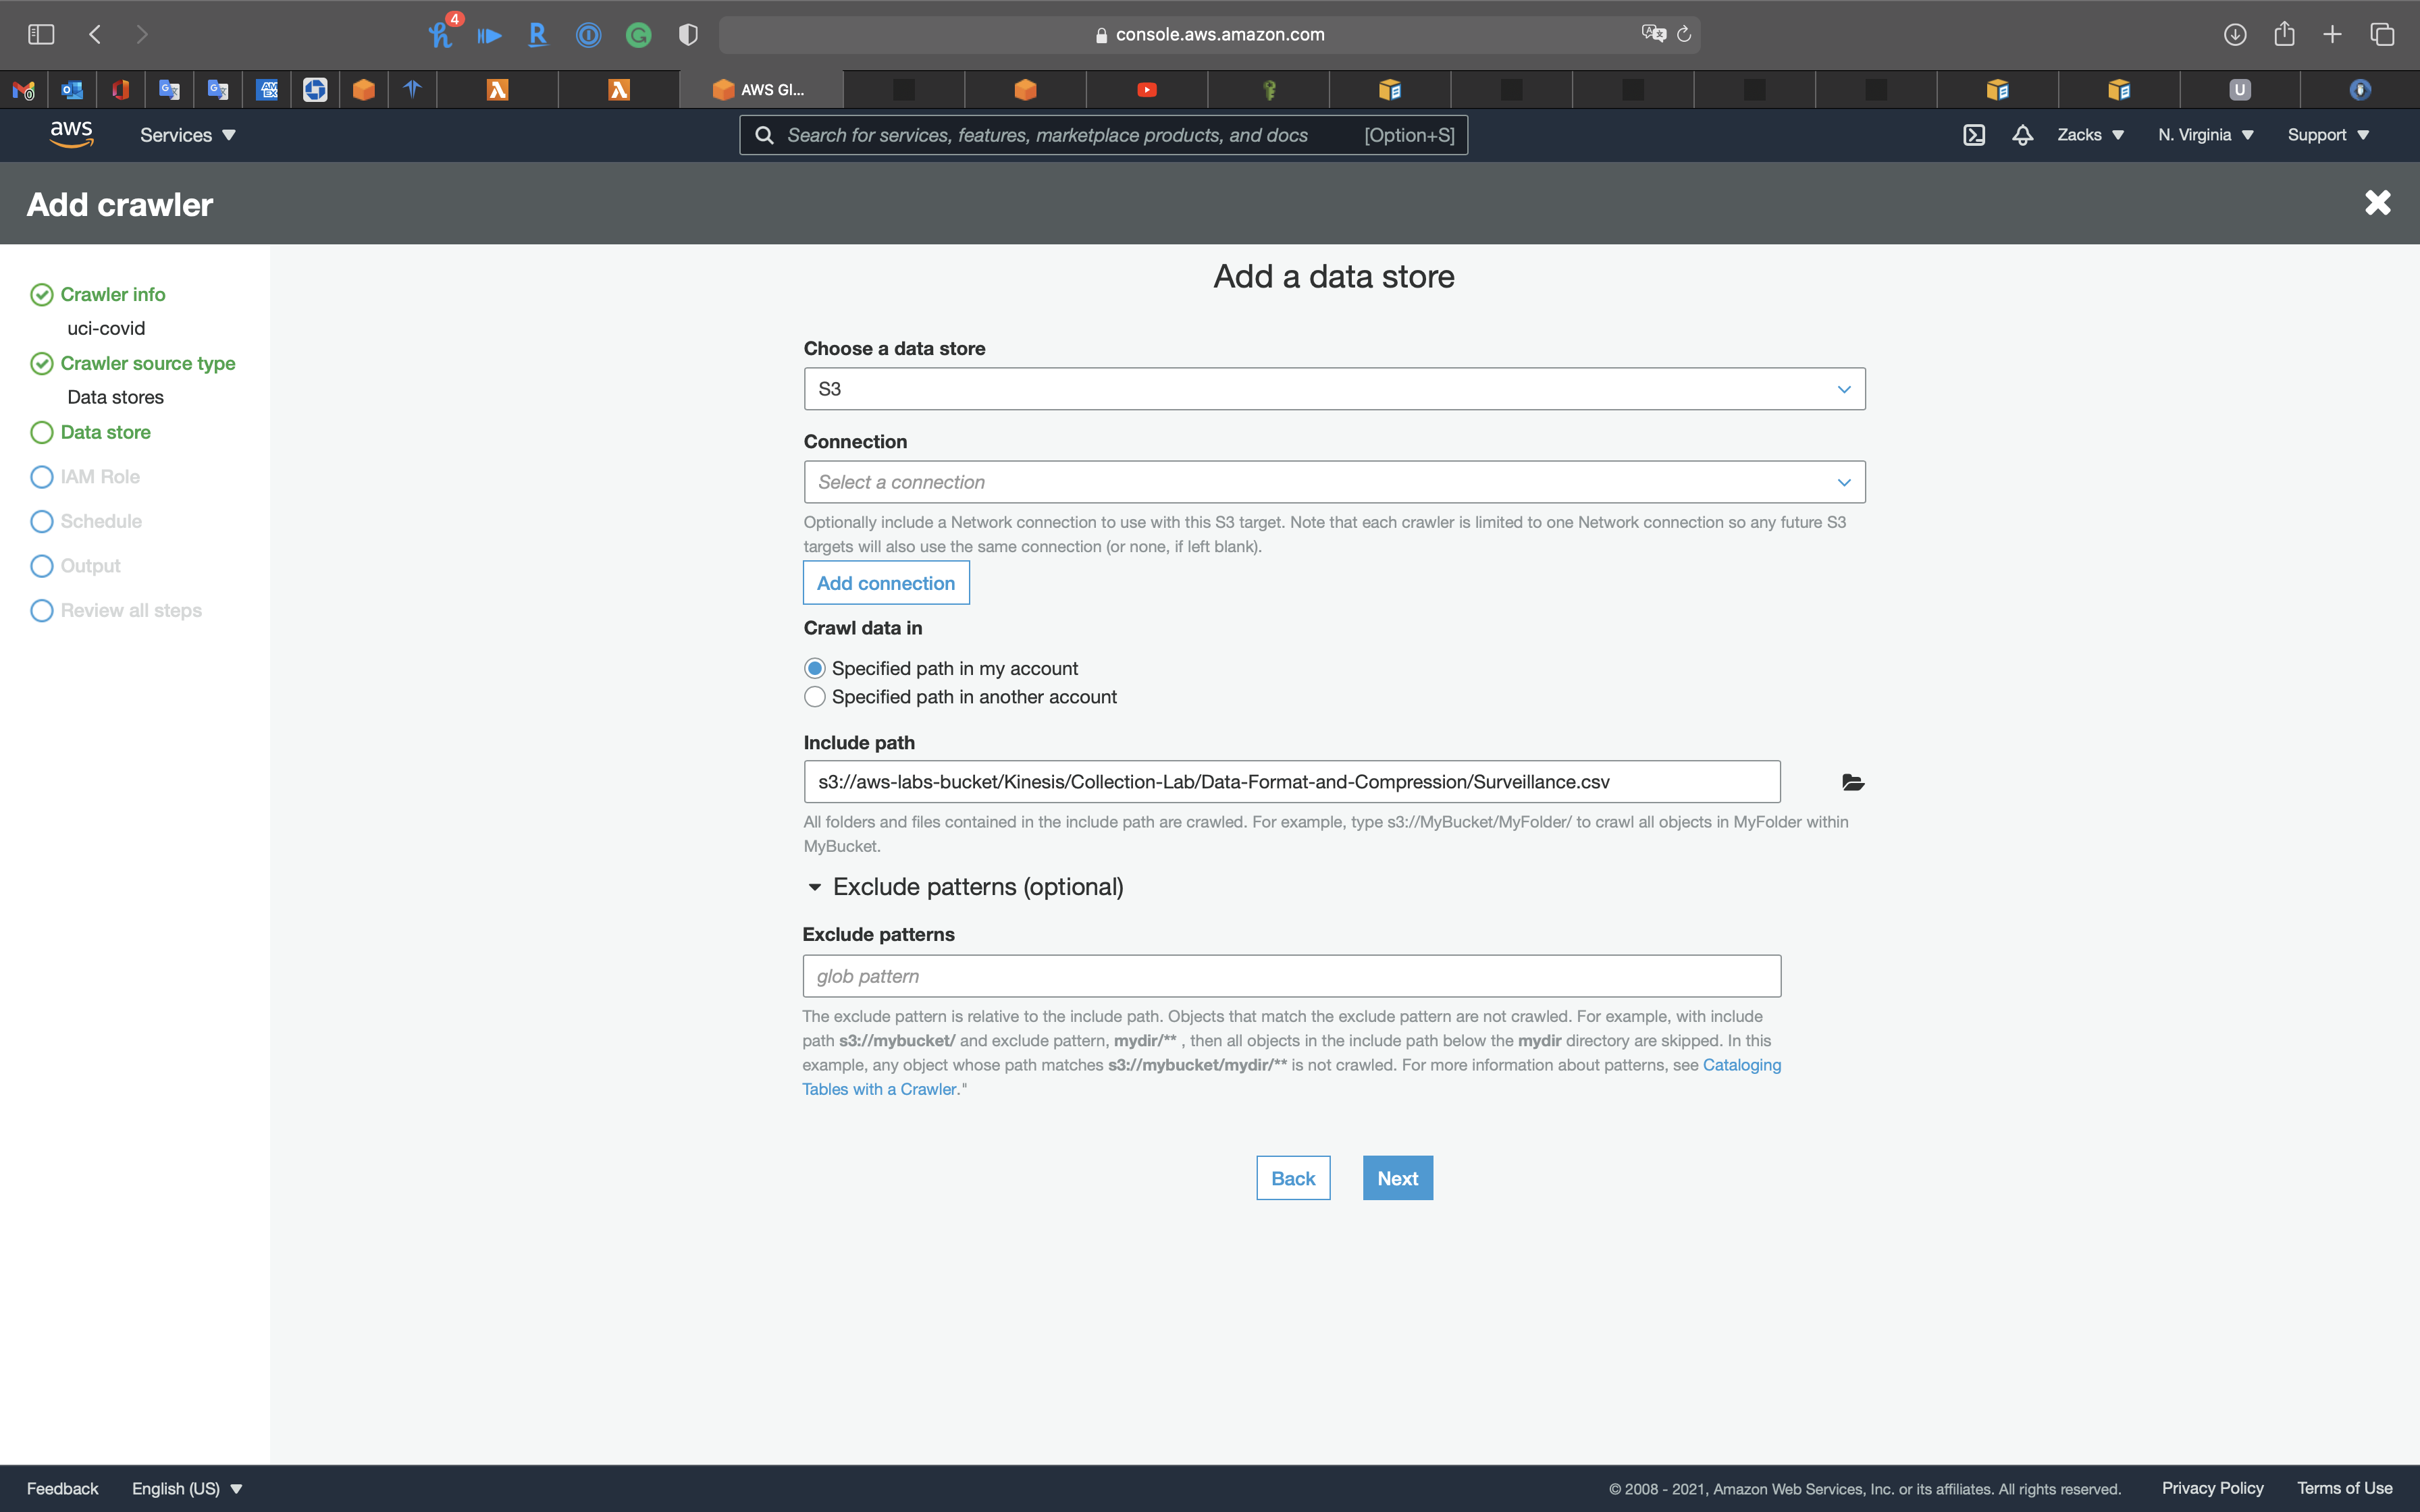 4
console.aws.amazon.com
AWS Gl...
U
aws
Services
Search for services, features, marketplace products, and docs [Option+S]
Zacks
N. Virginia
Support
Add crawler
Crawler info
uci-covid
Crawler source type
Data stores
Data store
IAM Role
Schedule
Output
Review all steps
Add a data store
Choose a data store
S3
Connection
Select a connection
Optionally include a Network connection to use with this S3 target. Note that each crawler is limited to one Network connection so any future S3
targets will also use the same connection (or none, if left blank).
Add connection
Crawl data in
Specified path in my account
Specified path in another account
Include path
s3://aws-labs-bucket/Kinesis/Collection-Lab/Data-Format-and-Compression/Surveillance.csv
All folders and files contained in the include path are crawled. For example, type s3://MyBucket/MyFolder/ to crawl all objects in MyFolder within
MyBucket.
Exclude patterns (optional)
Exclude patterns
glob pattern
The exclude pattern is relative to the include path. Objects that match the exclude pattern are not crawled. For example, with include
path s3://mybucket/ and exclude pattern, mydir/** , then all objects in the include path below the mydir directory are skipped. In this
example, any object whose path matches s3://mybucket/mydir/** is not crawled. For more information about patterns, see Cataloging
Tables with a Crawler."
Back
Next
Feedback
English (US)
© 2008 - 2021, Amazon Web Services, Inc. or its affiliates. All rights reserved.
Privacy Policy
Terms of Use